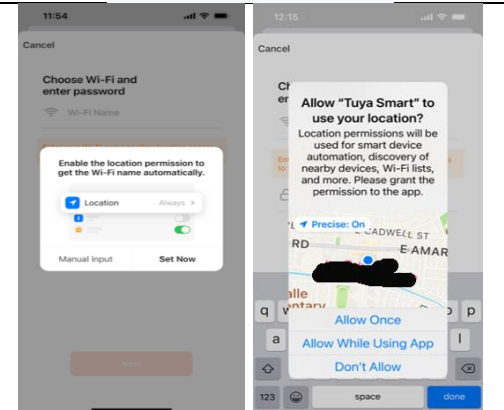 11:54
Cancel
Choose Wi-Fi and
enter password
Wi-Fi Name
Enable the location permission to
get the Wi-Fi name automatically.
Location
Always
Manual input
Set Now
Next
12:15
Cancel
Allow “Tuya Smart” to
use your location?
Location permissions will be
used for smart device
automation, discovery of
nearby devices, Wi-Fi lists,
and more. Please grant the
permission to the app.
Precise: On
CADWELL ST
RD
E AMAR
Allow Once
Allow While Using App
Don't Allow
q
p
a
l
123
space
done